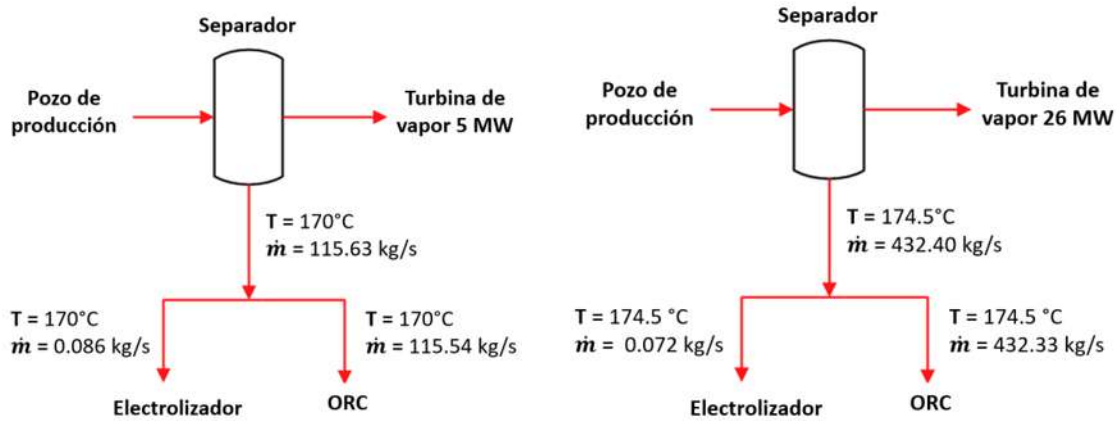 Separador
Pozo de
producción
Turbina de
vapor 5 MW
T = 170°C
ṁ = 115.63 kg/s
T = 170°C
ṁ = 0.086 kg/s
T = 170°C
ṁ = 115.54 kg/s
Electrolizador
ORC
Separador
Pozo de
producción
Turbina de
vapor 26 MW
T = 174.5°C
ṁ = 432.40 kg/s
T = 174.5 °C
ṁ = 0.072 kg/s
T = 174.5 °C
ṁ = 432.33 kg/s
Electrolizador
ORC